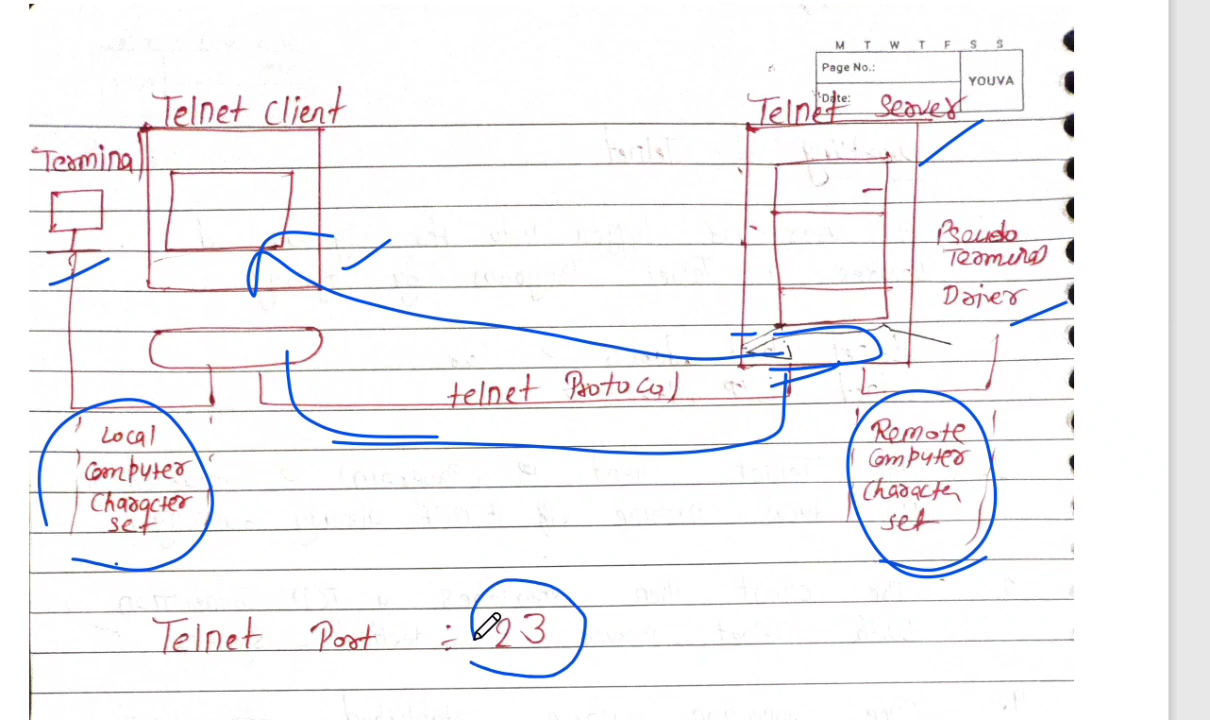 M T W T F S S
Page No.:
Date:
YOUVA
Telnet Client
Telnet Server
Terminal
Pseudo
Terminal
Driver
telnet Protocol
Local
Computer
Character
set
Remote
Computer
Character
set
Telnet Port : 23